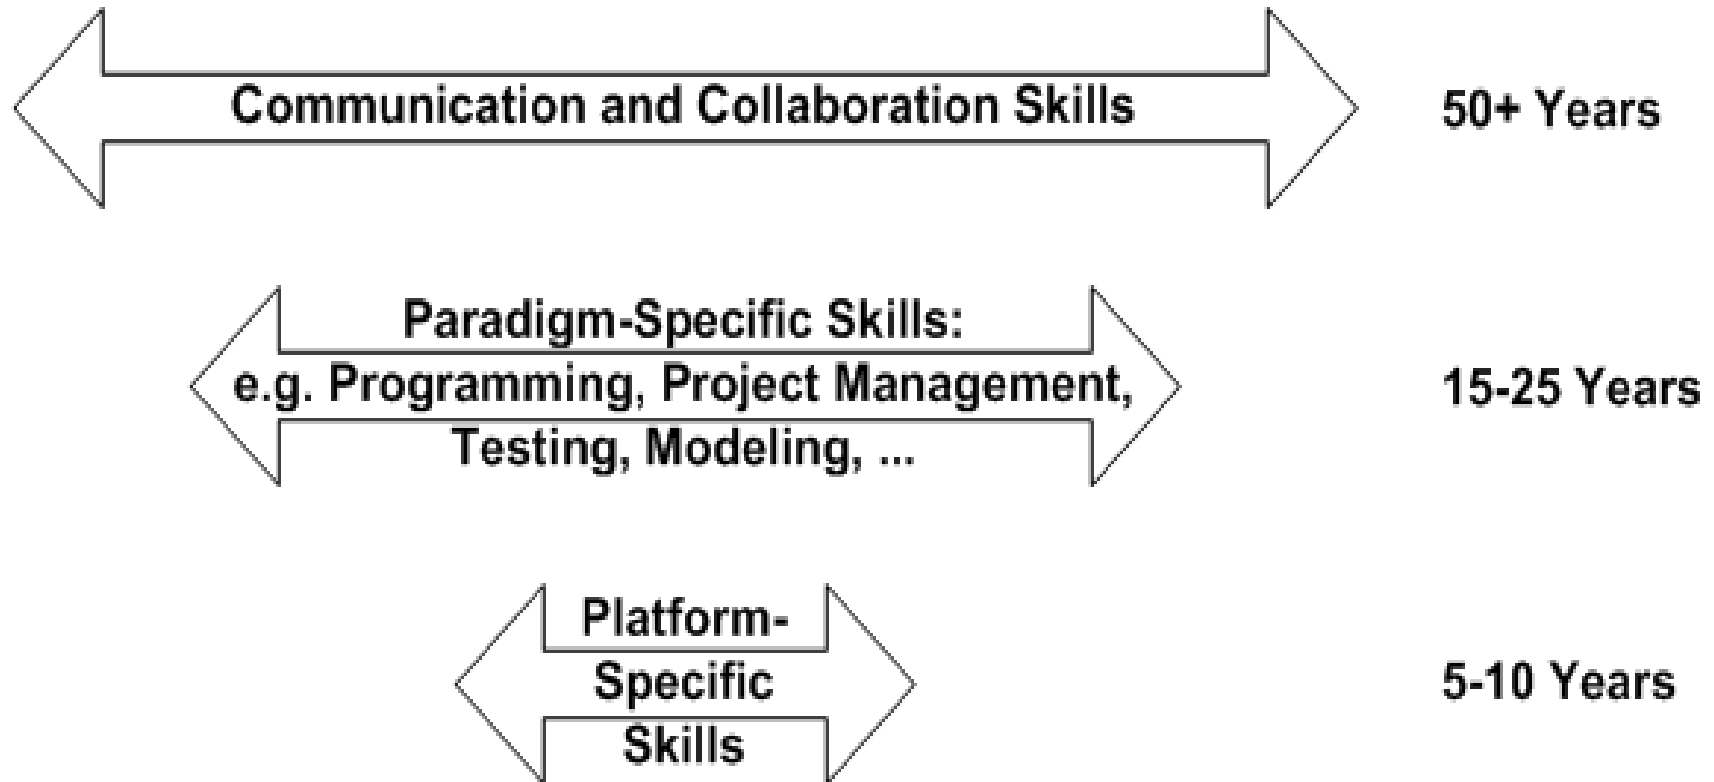 Communication and Collaboration Skills
50+ Years
Paradigm-Specific Skills:
e.g. Programming, Project Management,
Testing, Modeling, ...
15-25 Years
Platform-
Specific
Skills
5-10 Years